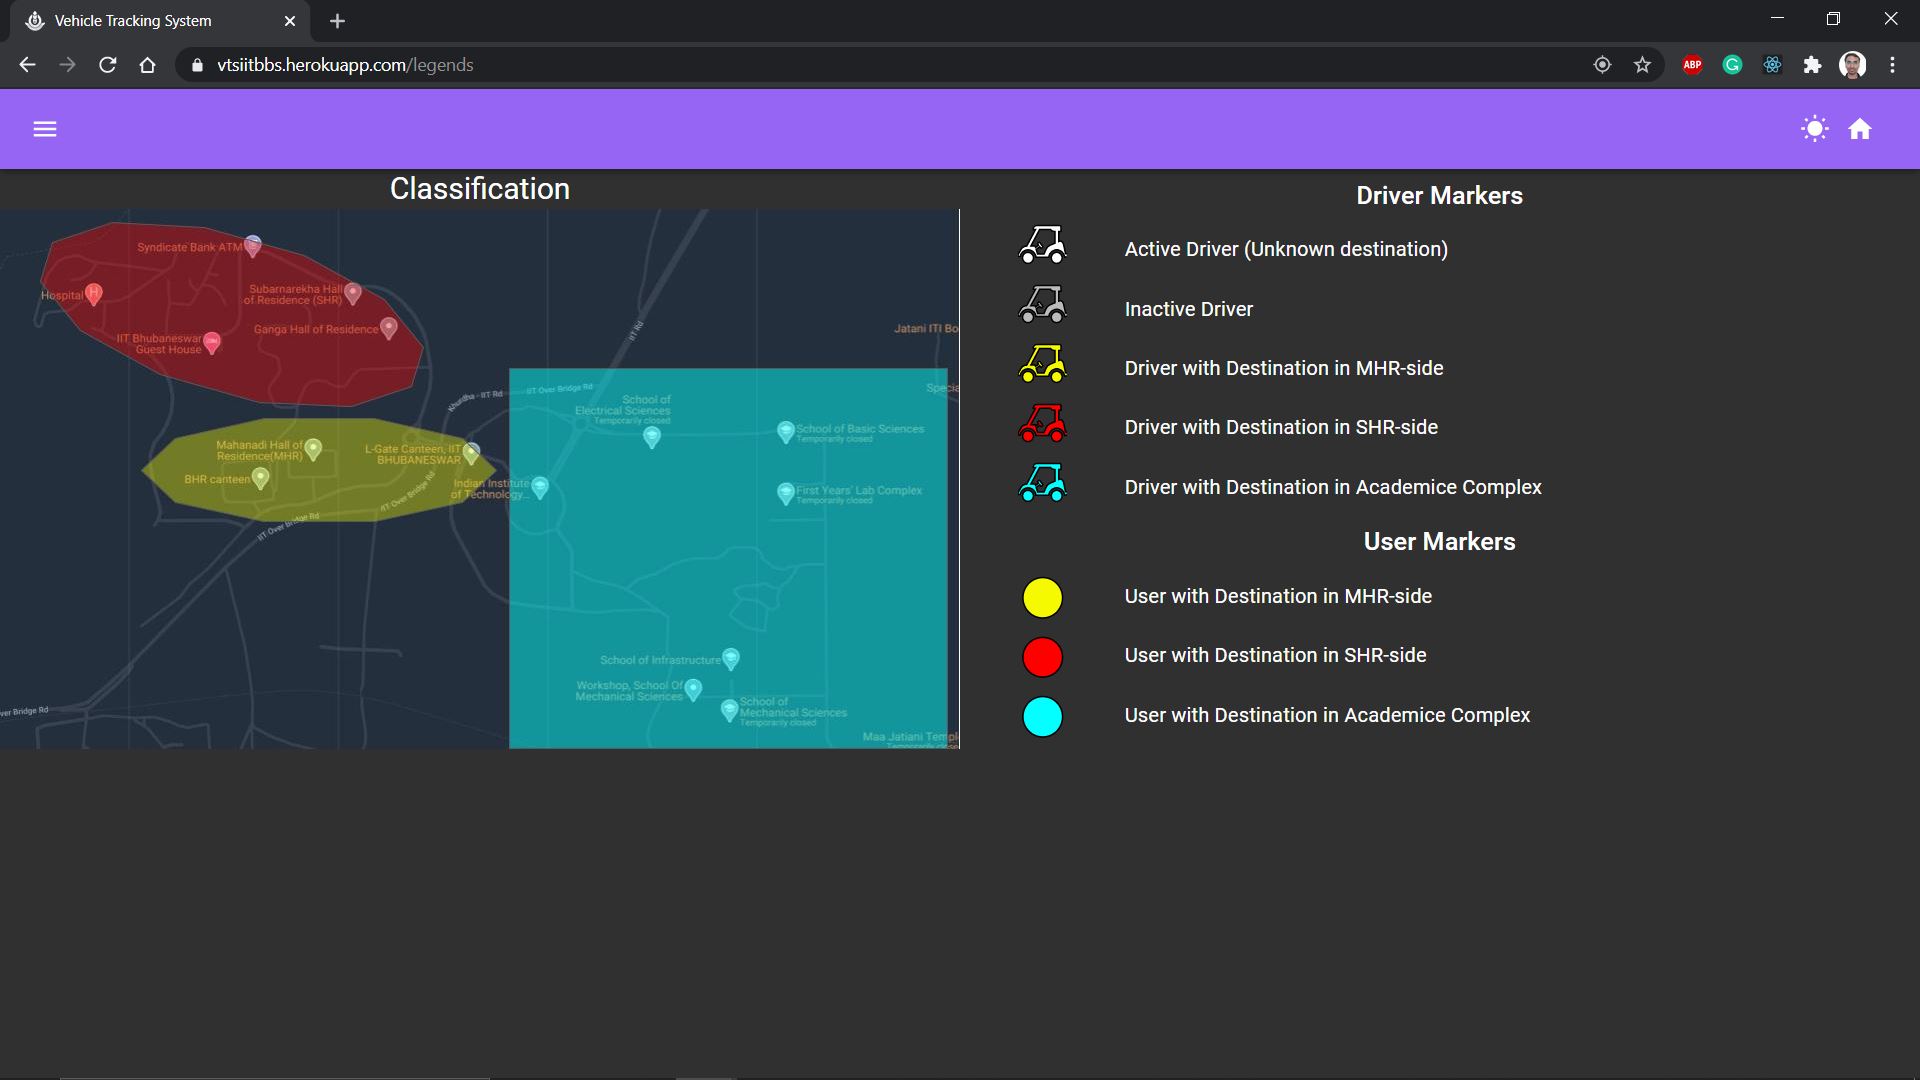 Vehicle Tracking System
vtsiitbbs.herokuapp.com/legends
ABP
Classification
Syndicate Bank ATM
Hospital
H
Subarnarekha Hall
of Residence (SHR)
Ganga Hall of Residence
IIT Bhubaneswar
Guest House
IIT Rd
Jatani ITI Bo
Khurdha - IIT Rd
IIT Over Bridge Rd
Specia
School of
Electrical Sciences
Temporarily closed
School of Basic Sciences
Temporarily closed
Mahanadi Hall of
Residence(MHR)
L-Gate Canteen, IIT
BHUBANESWAR
BHR canteen
Indian Institute
of Technology...
First Years' Lab Complex
Temporarily closed
IIT Over Bridge Rd
IIT Over Bridge Rd
School of Infrastructure
Workshop, School Of
Mechanical Sciences
School of
Mechanical Sciences
Temporarily closed
ver Bridge Rd
Maa Jatiani Templ
Temporarily close
Driver Markers
Active Driver (Unknown destination)
Inactive Driver
Driver with Destination in MHR-side
Driver with Destination in SHR-side
Driver with Destination in Academice Complex
User Markers
User with Destination in MHR-side
User with Destination in SHR-side
User with Destination in Academice Complex